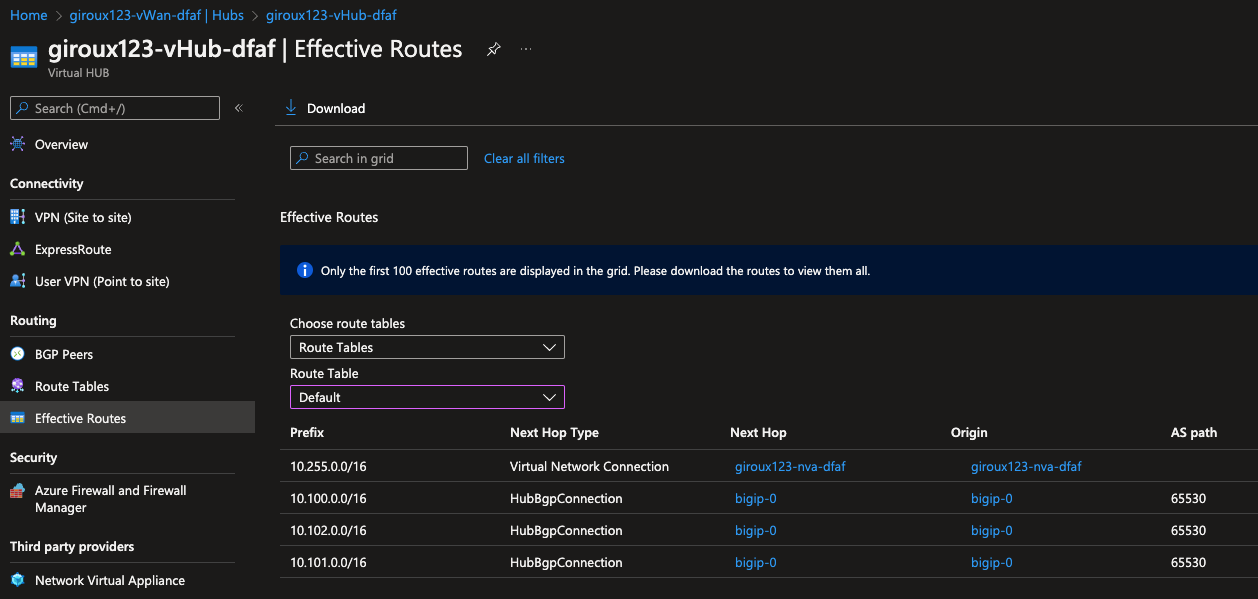 Home > giroux123-vWan-dfaf | Hubs > giroux123-vHub-dfaf
giroux123-vHub-dfaf | Effective Routes
Virtual HUB
Search (Cmd+/)
«
Overview
Connectivity
VPN (Site to site)
ExpressRoute
User VPN (Point to site)
Routing
BGP Peers
Route Tables
Effective Routes
Security
Azure Firewall and Firewall
Manager
Third party providers
Network Virtual Appliance
Download
Search in grid Clear all filters
Effective Routes
Only the first 100 effective routes are displayed in the grid. Please download the routes to view them all.
Choose route tables
Route Tables
Route Table
Default
Prefix Next Hop Type Next Hop Origin AS path
10.255.0.0/16 Virtual Network Connection giroux123-nva-dfaf giroux123-nva-dfaf
10.100.0.0/16 HubBgpConnection bigip-0 bigip-0 65530
10.102.0.0/16 HubBgpConnection bigip-0 bigip-0 65530
10.101.0.0/16 HubBgpConnection bigip-0 bigip-0 65530